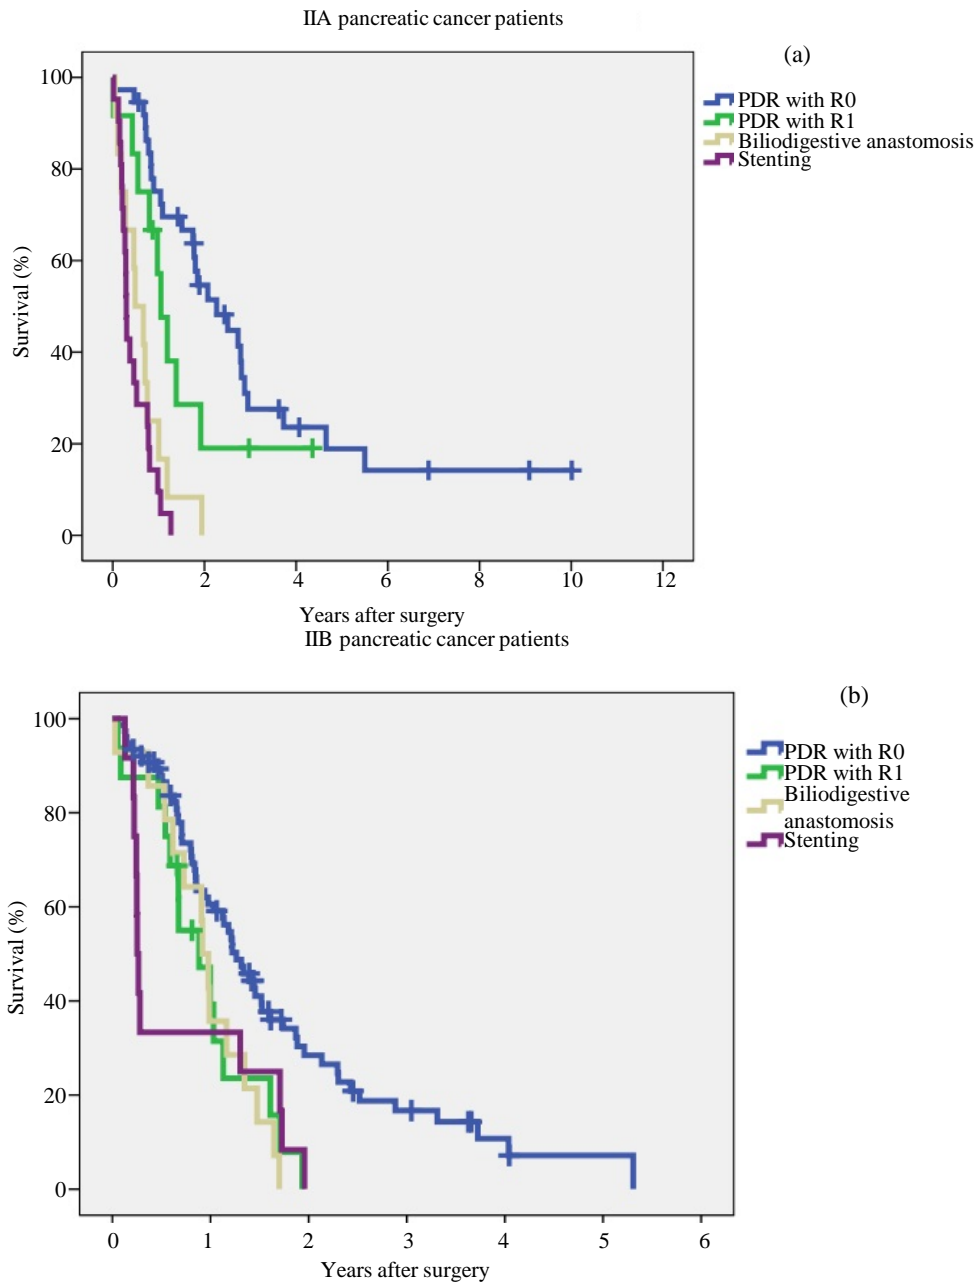 IIA pancreatic cancer patients
(a)
PDR with R0
PDR with R1
Biliodigestive anastomosis
Stenting
Survival (%)
100
80
60
40
20
0
0 2 4 6 8 10 12
Years after surgery
IIB pancreatic cancer patients
(b)
PDR with R0
PDR with R1
Biliodigestive
anastomosis
Stenting
Survival (%)
100
80
60
40
20
0
0 1 2 3 4 5 6
Years after surgery